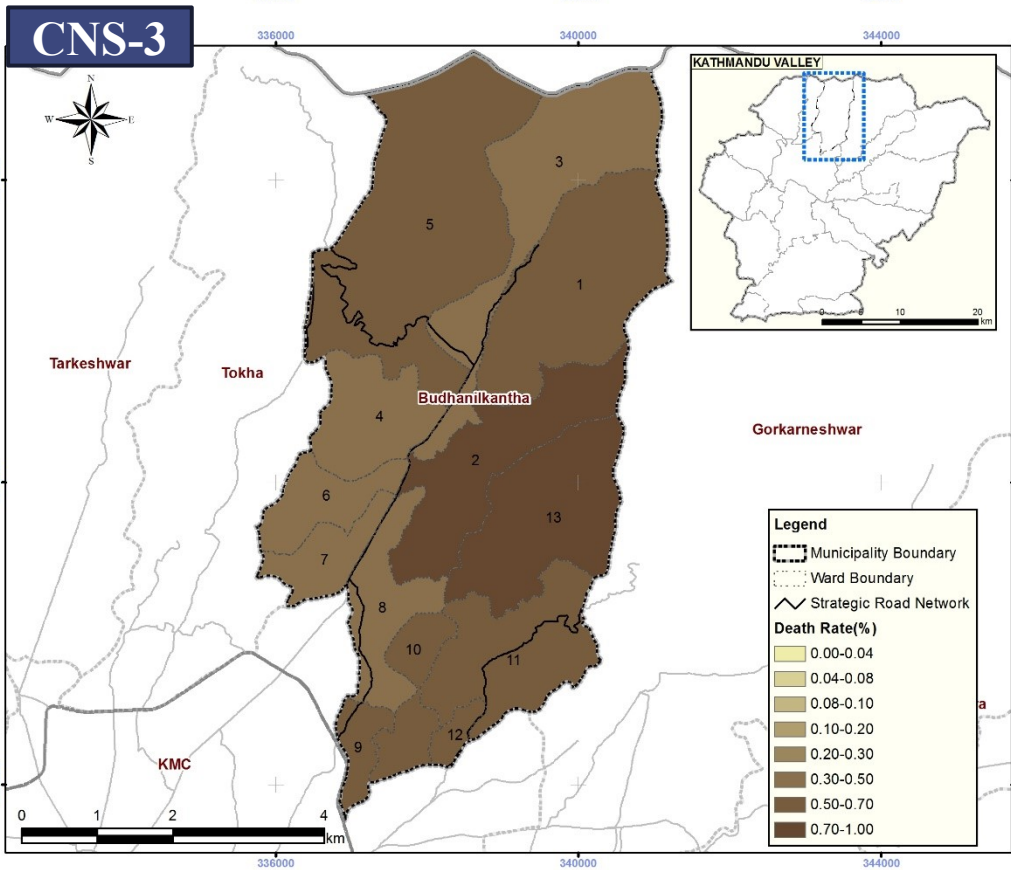 CNS-3
336000
340000
344000
N
W E
S
KATHMANDU VALLEY
0 5 10 20
km
3
5
1
Tarkeshwar
Tokha
Budhanilkantha
4
Gorkarneshwar
2
6
13
7
8
10
11
12
9
KMC
a
Legend
Municipality Boundary
Ward Boundary
Strategic Road Network
Death Rate(%)
0.00-0.04
0.04-0.08
0.08-0.10
0.10-0.20
0.20-0.30
0.30-0.50
0.50-0.70
0.70-1.00
0 1 2 4
km
336000
340000
344000